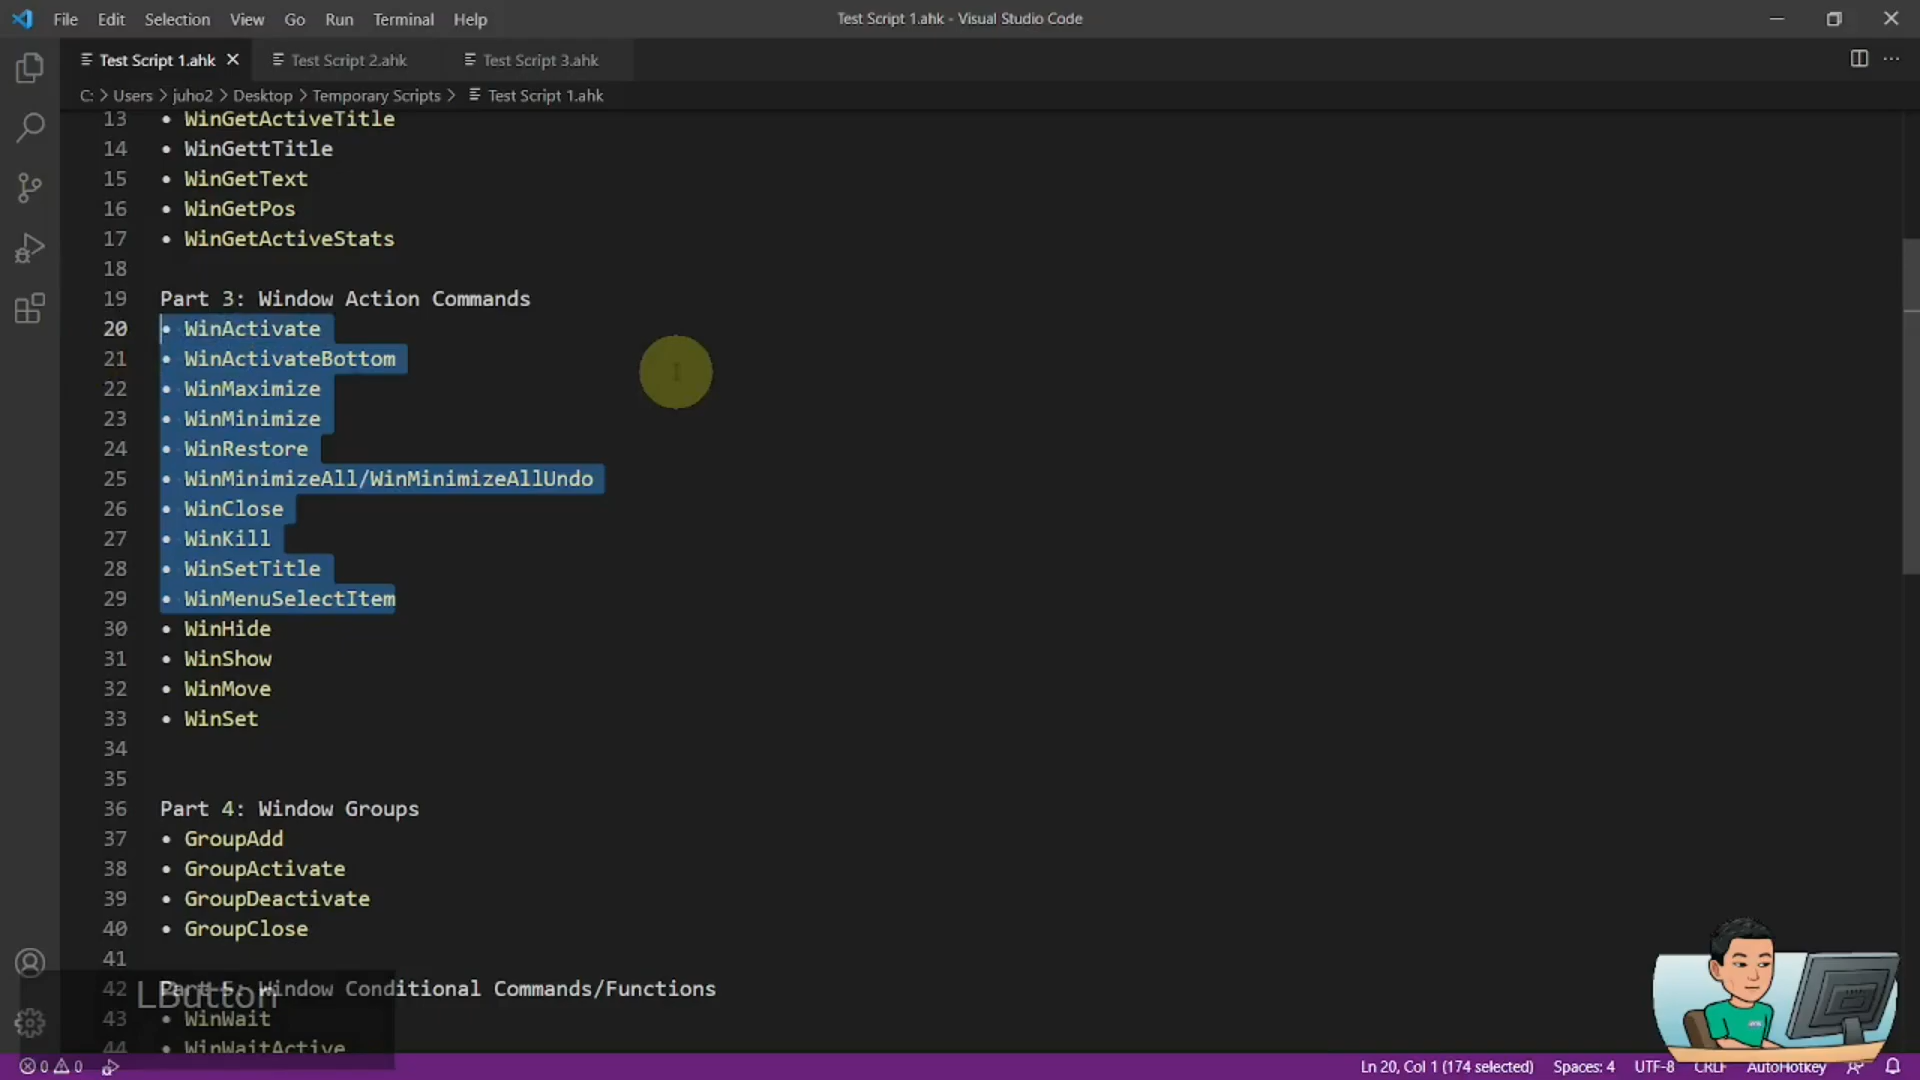 File Edit Selection View Go Run Terminal Help
Test Script 1.ahk - Visual Studio Code
Test Script 1.ahk Test Script 2.ahk Test Script 3.ahk
C: > Users > juho2 > Desktop > Temporary Scripts > Test Script 1.ahk
13 • WinGetActiveTitle
14 • WinGettTitle
15 • WinGetText
16 • WinGetPos
17 • WinGetActiveStats
18
19 Part 3: Window Action Commands
20 • WinActivate
21 • WinActivateBottom
22 • WinMaximize
23 • WinMinimize
24 • WinRestore
25 • WinMinimizeAll/WinMinimizeAllUndo
26 • WinClose
27 • WinKill
28 • WinSetTitle
29 • WinMenuSelectItem
30 • WinHide
31 • WinShow
32 • WinMove
33 • WinSet
34
35
36 Part 4: Window Groups
37 • GroupAdd
38 • GroupActivate
39 • GroupDeactivate
40 • GroupClose
41
42 Part 5: Window Conditional Commands/Functions
LButton
43 • WinWait
44 • WinWaitActive
0 0
Ln 20, Col 1 (174 selected) Spaces: 4 UTF-8 CRLF AutoHotkey